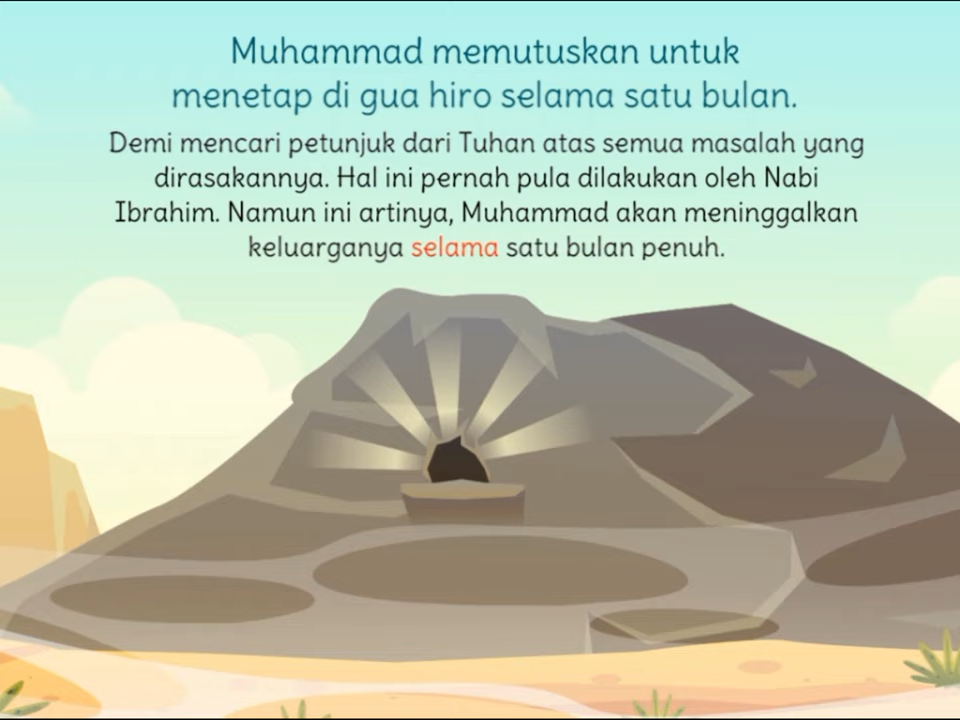 Muhammad memutuskan untuk
menetap di gua hiro selama satu bulan.
Demi mencari petunjuk dari Tuhan atas semua masalah yang
dirasakannya. Hal ini pernah pula dilakukan oleh Nabi
Ibrahim. Namun ini artinya, Muhammad akan meninggalkan
keluarganya selama satu bulan penuh.